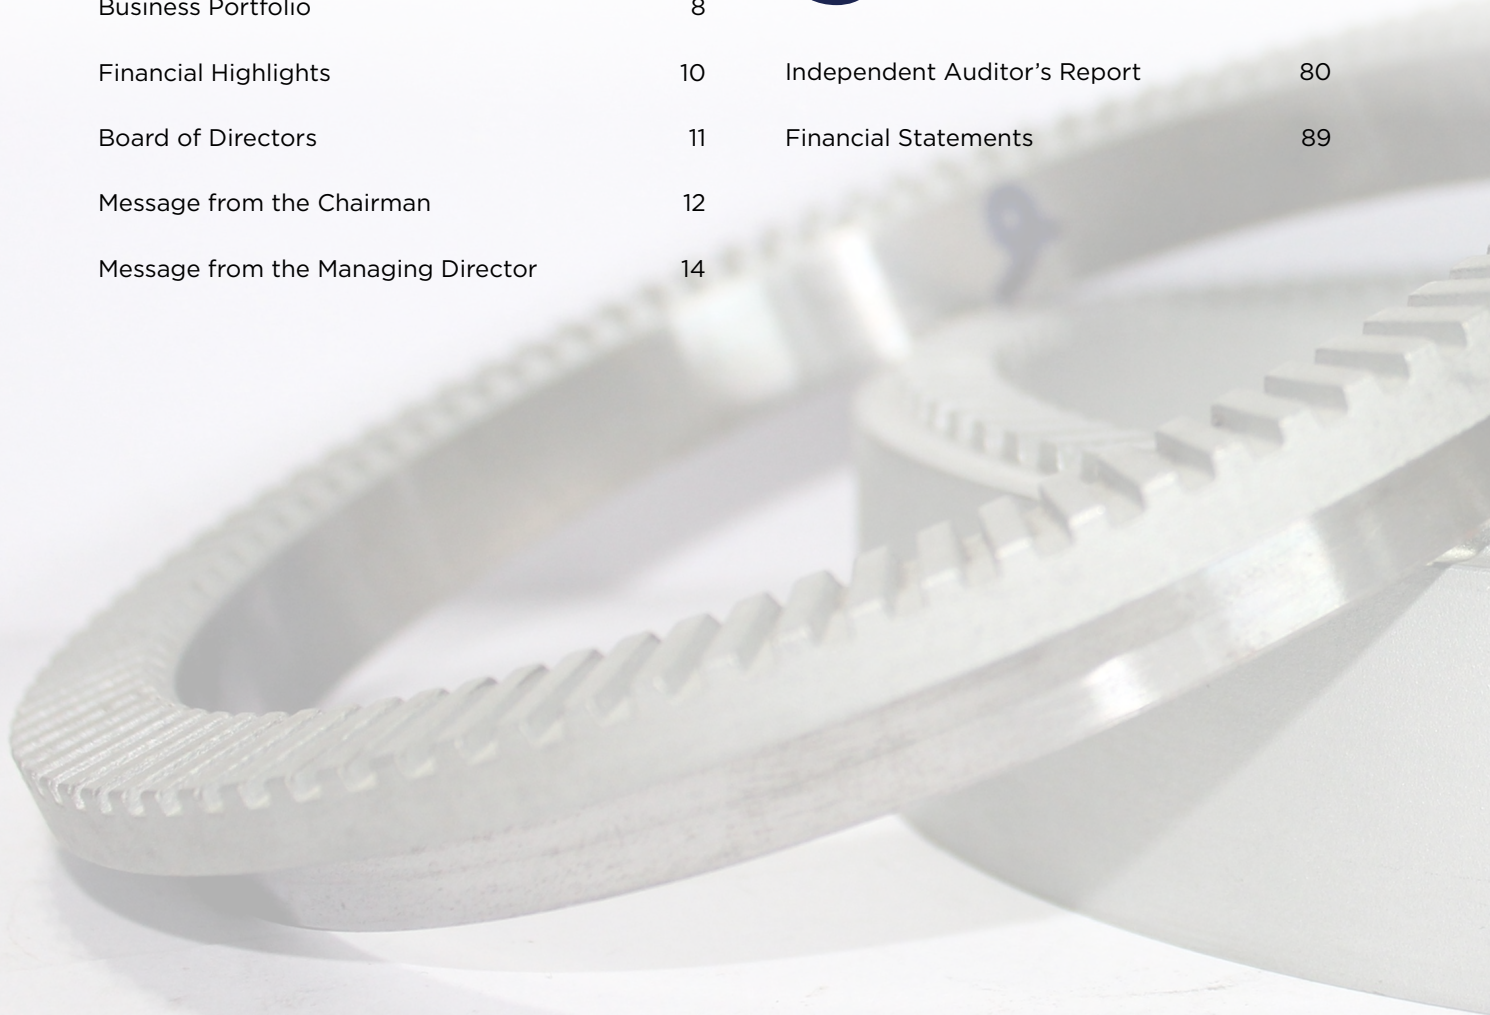 Business Portfolio 8
Financial Highlights 10
Board of Directors 11
Message from the Chairman 12
Message from the Managing Director 14
Independent Auditor’s Report 80
Financial Statements 89